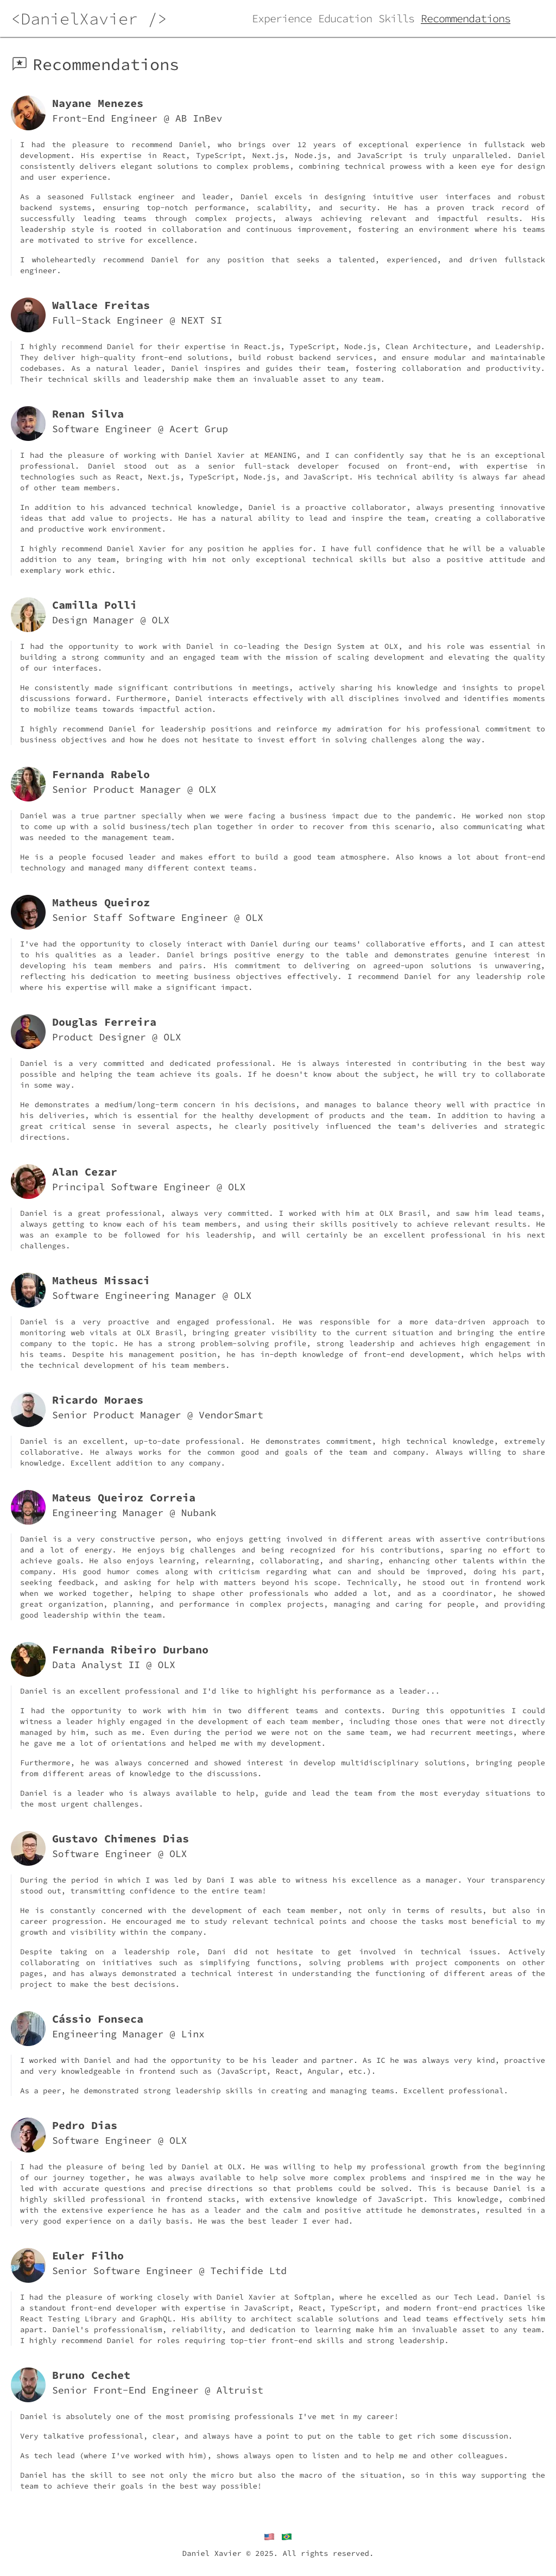 <DanielXavier />
Experience Education Skills Recommendations
Recommendations
Nayane Menezes
Front-End Engineer @ AB InBev
I had the pleasure to recommend Daniel, who brings over 12 years of exceptional experience in fullstack web
development. His expertise in React, TypeScript, Next.js, Node.js, and JavaScript is truly unparalleled. Daniel
consistently delivers elegant solutions to complex problems, combining technical prowess with a keen eye for design
and user experience.
As a seasoned Fullstack engineer and leader, Daniel excels in designing intuitive user interfaces and robust
backend systems, ensuring top-notch performance, scalability, and security. He has a proven track record of
successfully leading teams through complex projects, always achieving relevant and impactful results. His
leadership style is rooted in collaboration and continuous improvement, fostering an environment where his teams
are motivated to strive for excellence.
I wholeheartedly recommend Daniel for any position that seeks a talented, experienced, and driven fullstack
engineer.
Wallace Freitas
Full-Stack Engineer @ NEXT SI
I highly recommend Daniel for their expertise in React.js, TypeScript, Node.js, Clean Architecture, and Leadership.
They deliver high-quality front-end solutions, build robust backend services, and ensure modular and maintainable
codebases. As a natural leader, Daniel inspires and guides their team, fostering collaboration and productivity.
Their technical skills and leadership make them an invaluable asset to any team.
Renan Silva
Software Engineer @ Acert Grup
I had the pleasure of working with Daniel Xavier at MEANING, and I can confidently say that he is an exceptional
professional. Daniel stood out as a senior full-stack developer focused on front-end, with expertise in
technologies such as React, Next.js, TypeScript, Node.js, and JavaScript. His technical ability is always far ahead
of other team members.
In addition to his advanced technical knowledge, Daniel is a proactive collaborator, always presenting innovative
ideas that add value to projects. He has a natural ability to lead and inspire the team, creating a collaborative
and productive work environment.
I highly recommend Daniel Xavier for any position he applies for. I have full confidence that he will be a valuable
addition to any team, bringing with him not only exceptional technical skills but also a positive attitude and
exemplary work ethic.
Camilla Polli
Design Manager @ OLX
I had the opportunity to work with Daniel in co-leading the Design System at OLX, and his role was essential in
building a strong community and an engaged team with the mission of scaling development and elevating the quality
of our interfaces.
He consistently made significant contributions in meetings, actively sharing his knowledge and insights to propel
discussions forward. Furthermore, Daniel interacts effectively with all disciplines involved and identifies moments
to mobilize teams towards impactful action.
I highly recommend Daniel for leadership positions and reinforce my admiration for his professional commitment to
business objectives and how he does not hesitate to invest effort in solving challenges along the way.
Fernanda Rabelo
Senior Product Manager @ OLX
Daniel was a true partner specially when we were facing a business impact due to the pandemic. He worked non stop
to come up with a solid business/tech plan together in order to recover from this scenario, also communicating what
was needed to the management team.
He is a people focused leader and makes effort to build a good team atmosphere. Also knows a lot about front-end
technology and managed many different context teams.
Matheus Queiroz
Senior Staff Software Engineer @ OLX
I've had the opportunity to closely interact with Daniel during our teams' collaborative efforts, and I can attest
to his qualities as a leader. Daniel brings positive energy to the table and demonstrates genuine interest in
developing his team members and pairs. His commitment to delivering on agreed-upon solutions is unwavering,
reflecting his dedication to meeting business objectives effectively. I recommend Daniel for any leadership role
where his expertise will make a significant impact.
Douglas Ferreira
Product Designer @ OLX
Daniel is a very committed and dedicated professional. He is always interested in contributing in the best way
possible and helping the team achieve its goals. If he doesn't know about the subject, he will try to collaborate
in some way.
He demonstrates a medium/long-term concern in his decisions, and manages to balance theory well with practice in
his deliveries, which is essential for the healthy development of products and the team. In addition to having a
great critical sense in several aspects, he clearly positively influenced the team's deliveries and strategic
directions.
Alan Cezar
Principal Software Engineer @ OLX
Daniel is a great professional, always very committed. I worked with him at OLX Brasil, and saw him lead teams,
always getting to know each of his team members, and using their skills positively to achieve relevant results. He
was an example to be followed for his leadership, and will certainly be an excellent professional in his next
challenges.
Matheus Missaci
Software Engineering Manager @ OLX
Daniel is a very proactive and engaged professional. He was responsible for a more data-driven approach to
monitoring web vitals at OLX Brasil, bringing greater visibility to the current situation and bringing the entire
company to the topic. He has a strong problem-solving profile, strong leadership and achieves high engagement in
his teams. Despite his management position, he has in-depth knowledge of front-end development, which helps with
the technical development of his team members.
Ricardo Moraes
Senior Product Manager @ VendorSmart
Daniel is an excellent, up-to-date professional. He demonstrates commitment, high technical knowledge, extremely
collaborative. He always works for the common good and goals of the team and company. Always willing to share
knowledge. Excellent addition to any company.
Mateus Queiroz Correia
Engineering Manager @ Nubank
Daniel is a very constructive person, who enjoys getting involved in different areas with assertive contributions
and a lot of energy. He enjoys big challenges and being recognized for his contributions, sparing no effort to
achieve goals. He also enjoys learning, relearning, collaborating, and sharing, enhancing other talents within the
company. His good humor comes along with criticism regarding what can and should be improved, doing his part,
seeking feedback, and asking for help with matters beyond his scope. Technically, he stood out in frontend work
when we worked together, helping to shape other professionals who added a lot, and as a coordinator, he showed
great organization, planning, and performance in complex projects, managing and caring for people, and providing
good leadership within the team.
Fernanda Ribeiro Durbano
Data Analyst II @ OLX
Daniel is an excellent professional and I'd like to highlight his performance as a leader...
I had the opportunity to work with him in two different teams and contexts. During this oppotunities I could
witness a leader highly engaged in the development of each team member, including those ones that were not directly
managed by him, such as me. Even during the period we were not on the same team, we had recurrent meetings, where
he gave me a lot of orientations and helped me with my development.
Furthermore, he was always concerned and showed interest in develop multidisciplinary solutions, bringing people
from different areas of knowledge to the discussions.
Daniel is a leader who is always available to help, guide and lead the team from the most everyday situations to
the most urgent challenges.
Gustavo Chimenes Dias
Software Engineer @ OLX
During the period in which I was led by Dani I was able to witness his excellence as a manager. Your transparency
stood out, transmitting confidence to the entire team!
He is constantly concerned with the development of each team member, not only in terms of results, but also in
career progression. He encouraged me to study relevant technical points and choose the tasks most beneficial to my
growth and visibility within the company.
Despite taking on a leadership role, Dani did not hesitate to get involved in technical issues. Actively
collaborating on initiatives such as simplifying functions, solving problems with project components on other
pages, and has always demonstrated a technical interest in understanding the functioning of different areas of the
project to make the best decisions.
Cássio Fonseca
Engineering Manager @ Linx
I worked with Daniel and had the opportunity to be his leader and partner. As IC he was always very kind, proactive
and very knowledgeable in frontend such as (JavaScript, React, Angular, etc.).
As a peer, he demonstrated strong leadership skills in creating and managing teams. Excellent professional.
Pedro Dias
Software Engineer @ OLX
I had the pleasure of being led by Daniel at OLX. He was willing to help my professional growth from the beginning
of our journey together, he was always available to help solve more complex problems and inspired me in the way he
led with accurate questions and precise directions so that problems could be solved. This is because Daniel is a
highly skilled professional in frontend stacks, with extensive knowledge of JavaScript. This knowledge, combined
with the extensive experience he has as a leader and the calm and positive attitude he demonstrates, resulted in a
very good experience on a daily basis. He was the best leader I ever had.
Euler Filho
Senior Software Engineer @ Techifide Ltd
I had the pleasure of working closely with Daniel Xavier at Softplan, where he excelled as our Tech Lead. Daniel is
a standout front-end developer with expertise in JavaScript, React, TypeScript, and modern front-end practices like
React Testing Library and GraphQL. His ability to architect scalable solutions and lead teams effectively sets him
apart. Daniel's professionalism, reliability, and dedication to learning make him an invaluable asset to any team.
I highly recommend Daniel for roles requiring top-tier front-end skills and strong leadership.
Bruno Cechet
Senior Front-End Engineer @ Altruist
Daniel is absolutely one of the most promising professionals I've met in my career!
Very talkative professional, clear, and always have a point to put on the table to get rich some discussion.
As tech lead (where I've worked with him), shows always open to listen and to help me and other colleagues.
Daniel has the skill to see not only the micro but also the macro of the situation, so in this way supporting the
team to achieve their goals in the best way possible!
Daniel Xavier © 2025. All rights reserved.